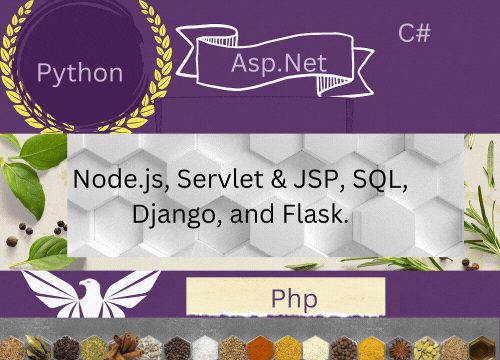 Python
Asp.Net
C#
Node.js, Servlet & JSP, SQL,
Django, and Flask.
Php